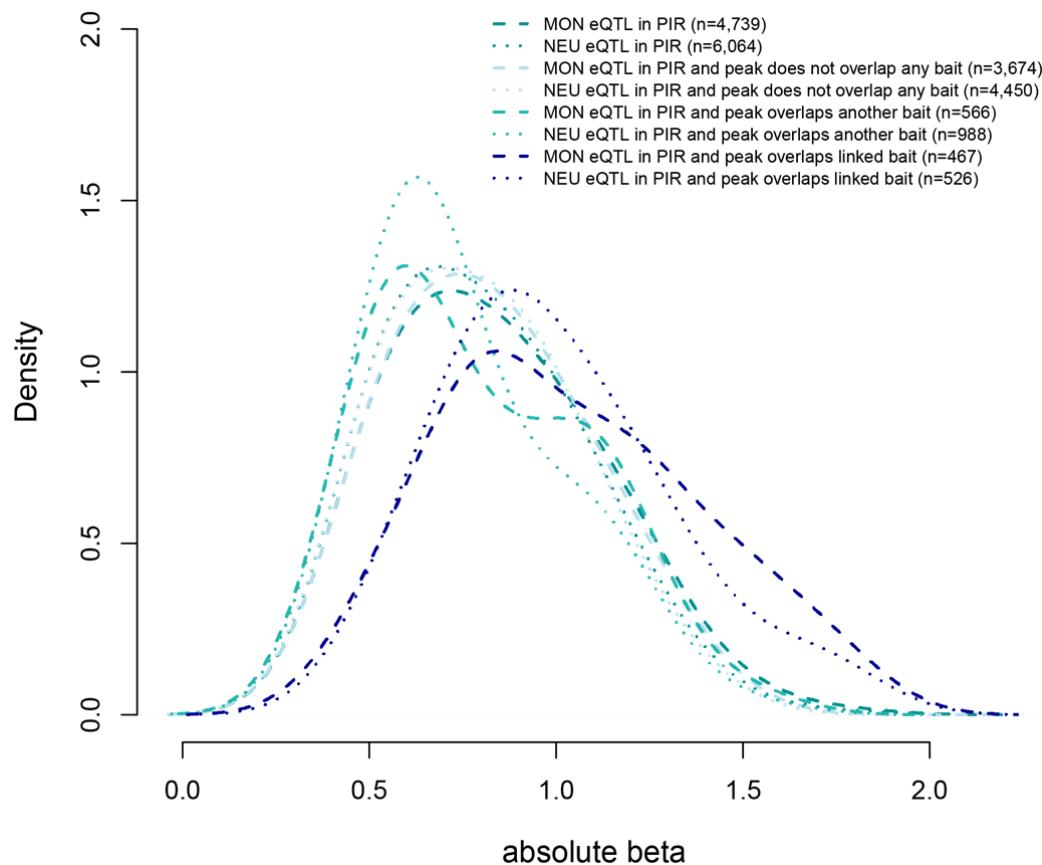 MON eQTL in PIR (n=4,739)
NEU eQTL in PIR (n=6,064)
MON eQTL in PIR and peak does not overlap any bait (n=3,674)
NEU eQTL in PIR and peak does not overlap any bait (n=4,450)
MON eQTL in PIR and peak overlaps another bait (n=566)
NEU eQTL in PIR and peak overlaps another bait (n=988)
MON eQTL in PIR and peak overlaps linked bait (n=467)
NEU eQTL in PIR and peak overlaps linked bait (n=526)
Density
2.0
1.5
1.0
0.5
0.0
0.0 0.5 1.0 1.5 2.0
absolute beta